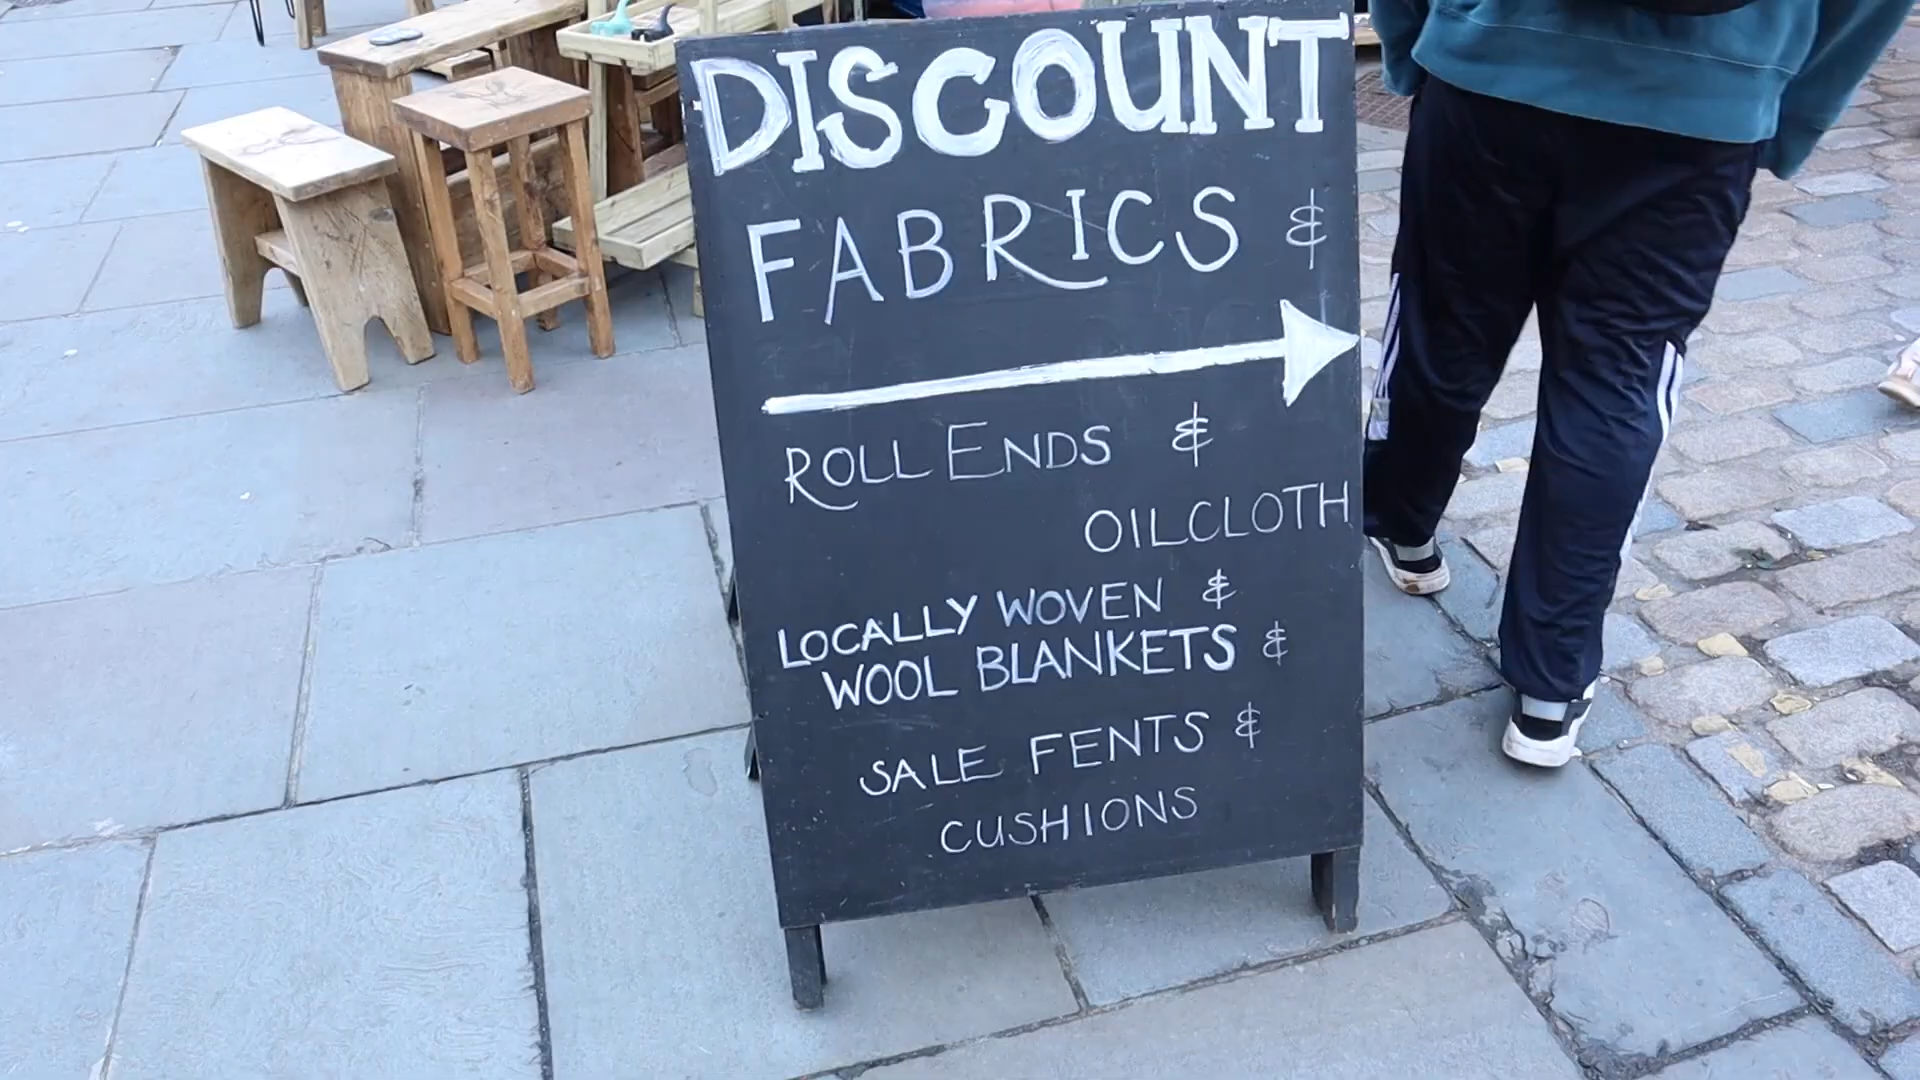 DISCOUNT
FABRICS &
ROLL ENDS &
OILCLOTH
LOCALLY WOVEN &
WOOL BLANKETS &
SALE FENTS &
CUSHIONS